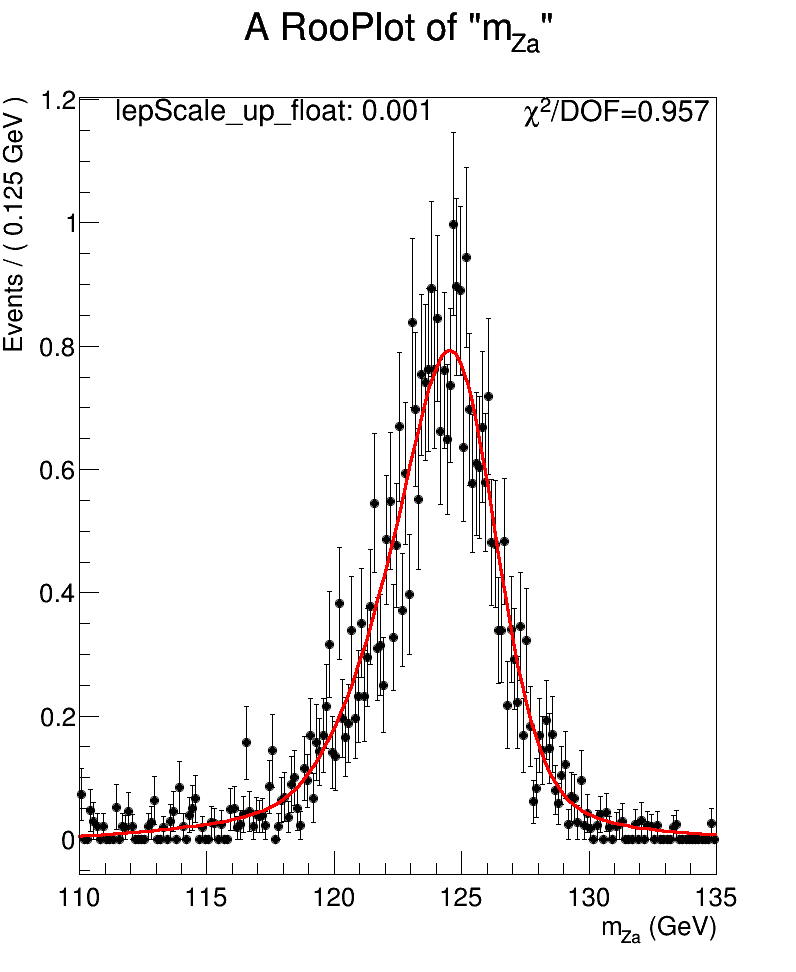 A RooPlot of "m_Za"
lepScale_up_float: 0.001 χ²/DOF=0.957
Events / ( 0.125 GeV )
1.2
1
0.8
0.6
0.4
0.2
0
110 115 120 125 130 135
m_Za (GeV)